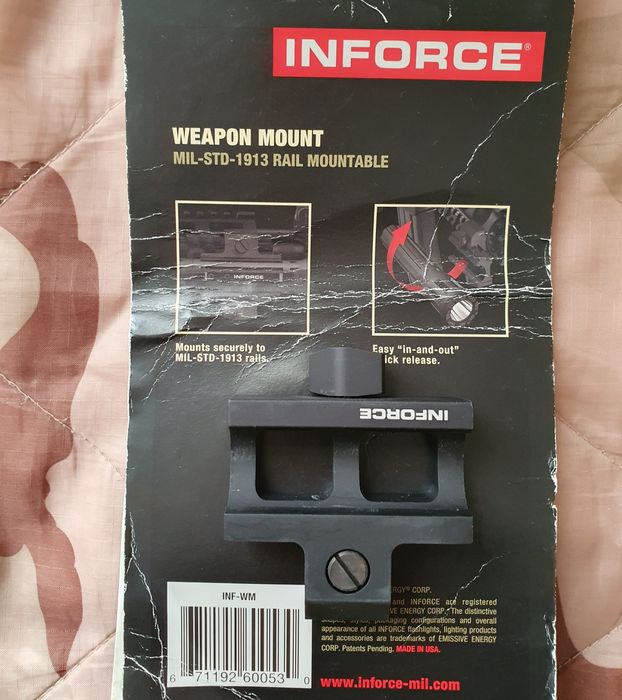 INFORCE®
WEAPON MOUNT
MIL-STD-1913 RAIL MOUNTABLE
INFORCE
Mounts securely to
MIL-STD-1913 rails.
Easy "in-and-out"
ick release.
INFORCE
INF-WM
6 71192 60053 0
ERGY® CORP.
and INFORCE are registered
SIVE ENERGY CORP. The distinctive
shapes, styles, packaging configurations and overall
appearance of all INFORCE flashlights, lighting products
and accessories are trademarks of EMISSIVE ENERGY
CORP. Patents Pending. MADE IN USA.
www.inforce-mil.com